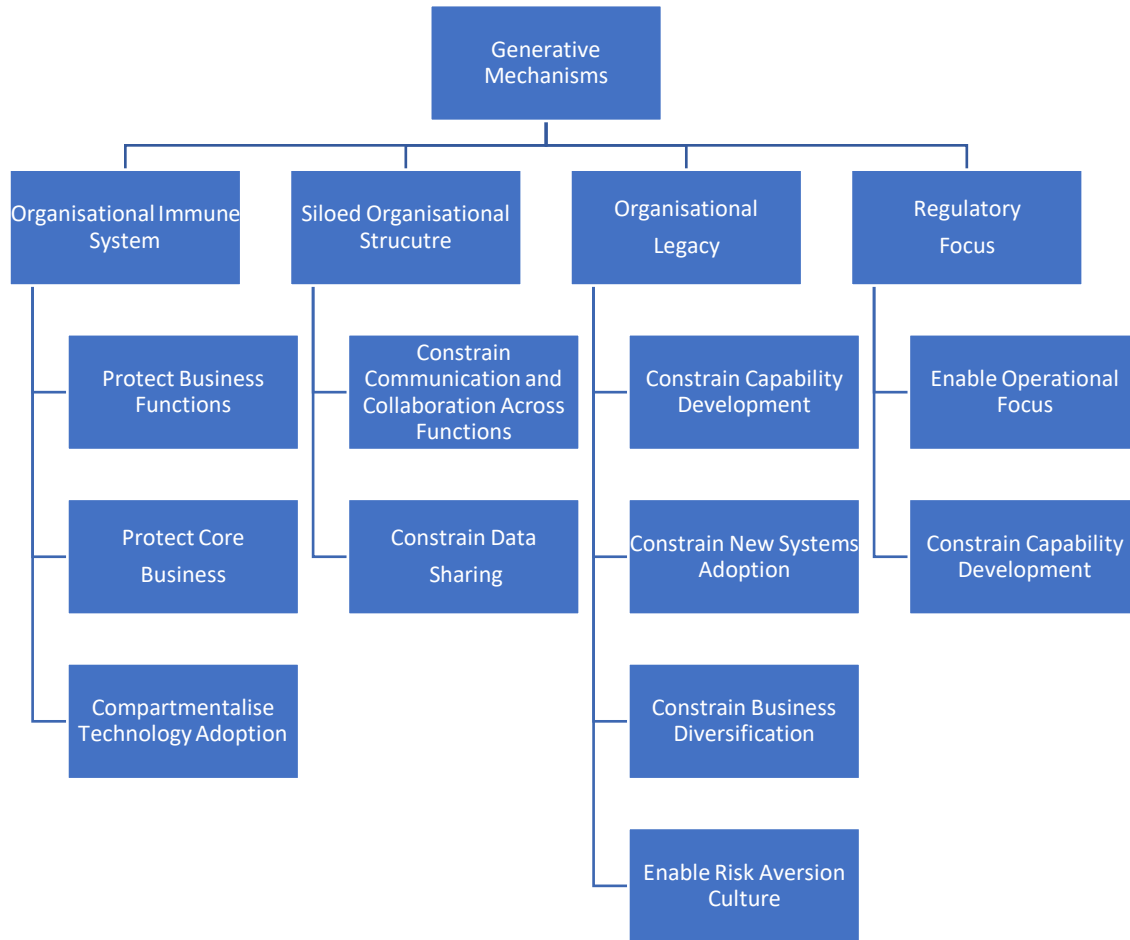 Generative
Mechanisms
Organisational Immune
System
Siloed Organisational
Strucutre
Organisational
Legacy
Regulatory
Focus
Protect Business
Functions
Protect Core
Business
Compartmentalise
Technology Adoption
Constrain
Communication and
Collaboration Across
Functions
Constrain Data
Sharing
Constrain Capability
Development
Constrain New Systems
Adoption
Constrain Business
Diversification
Enable Risk Aversion
Culture
Enable Operational
Focus
Constrain Capability
Development